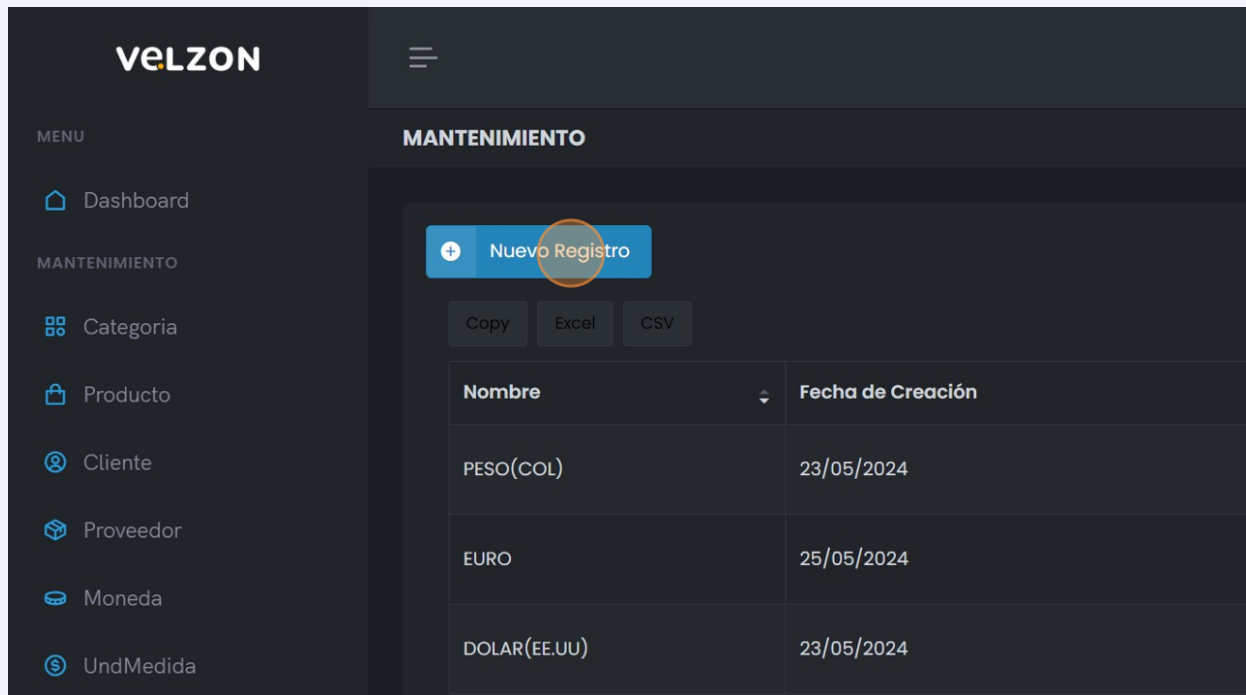 VELZON
MENU
Dashboard
MANTENIMIENTO
Categoria
Producto
Cliente
Proveedor
Moneda
UndMedida
MANTENIMIENTO
Nuevo Registro
Copy Excel CSV
Nombre Fecha de Creación
PESO(COL) 23/05/2024
EURO 25/05/2024
DOLAR(EE.UU) 23/05/2024